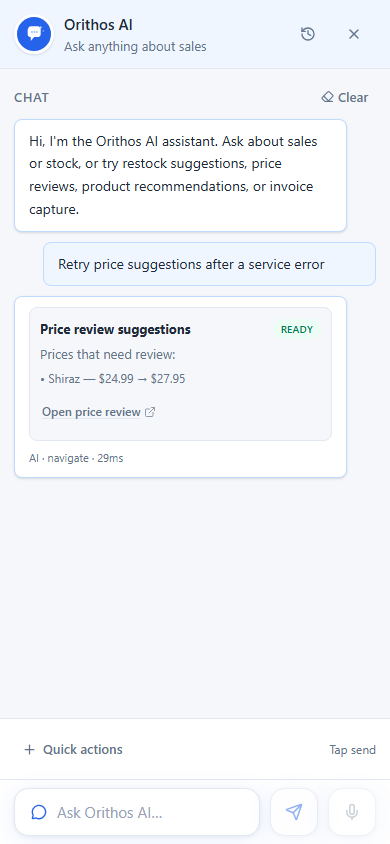 Orithos AI
Ask anything about sales
CHAT
Clear
Hi, I'm the Orithos AI assistant. Ask about sales
or stock, or try restock suggestions, price
reviews, product recommendations, or invoice
capture.
Retry price suggestions after a service error
Price review suggestions
READY
Prices that need review:
• Shiraz — $24.99 → $27.95
Open price review
AI · navigate · 29ms
Quick actions
Tap send
Ask Orithos AI...